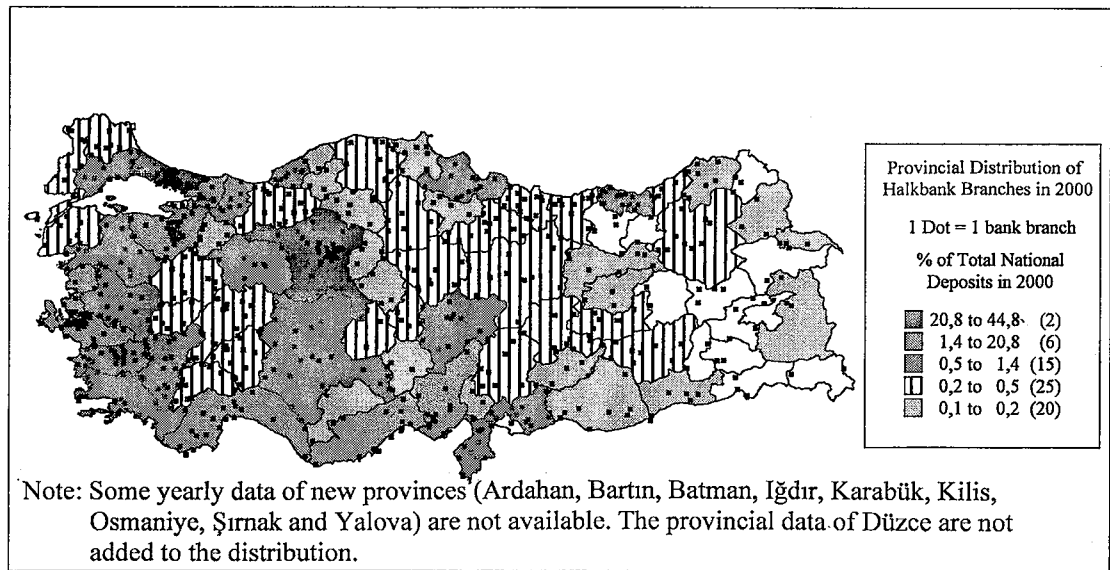 Provincial Distribution of
Halkbank Branches in 2000
1 Dot = 1 bank branch
% of Total National
Deposits in 2000
20,8 to 44,8 (2)
1,4 to 20,8 (6)
0,5 to 1,4 (15)
0,2 to 0,5 (25)
0,1 to 0,2 (20)
Note: Some yearly data of new provinces (Ardahan, Bartın, Batman, Iğdır, Karabük, Kilis,
Osmaniye, Şırnak and Yalova) are not available. The provincial data of Düzce are not
added to the distribution.